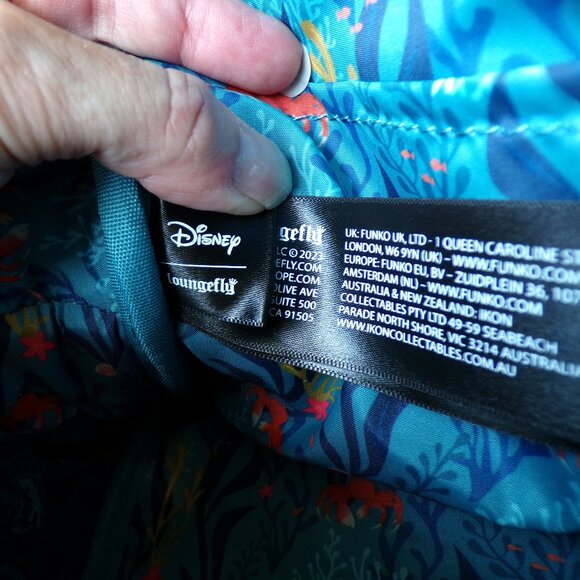 Disney
Loungefly
ngefly
LC © 2023
EFLY.COM
OPE.COM
OLIVE A
SUITE 500
CA 91505
UK: FUNKO UK, LTD - 1 QUEEN CAROLINE ST
LONDON, W6 9YN (UK) - WWW.FUNKO.COM
EUROPE: FUNKO EU, BV - ZUIDPLEIN 36, 107
AMSTERDAM (NL) - WWW.FUNKO.COM
AUSTRALIA & NEW ZEALAND: IKON
COLLECTABLES PTY LTD 49-59 SEABEACH
PARADE NORTH SHORE, VIC 3214 AUSTRALIA
WWW.IKONCOLLECTABLES.COM.AU